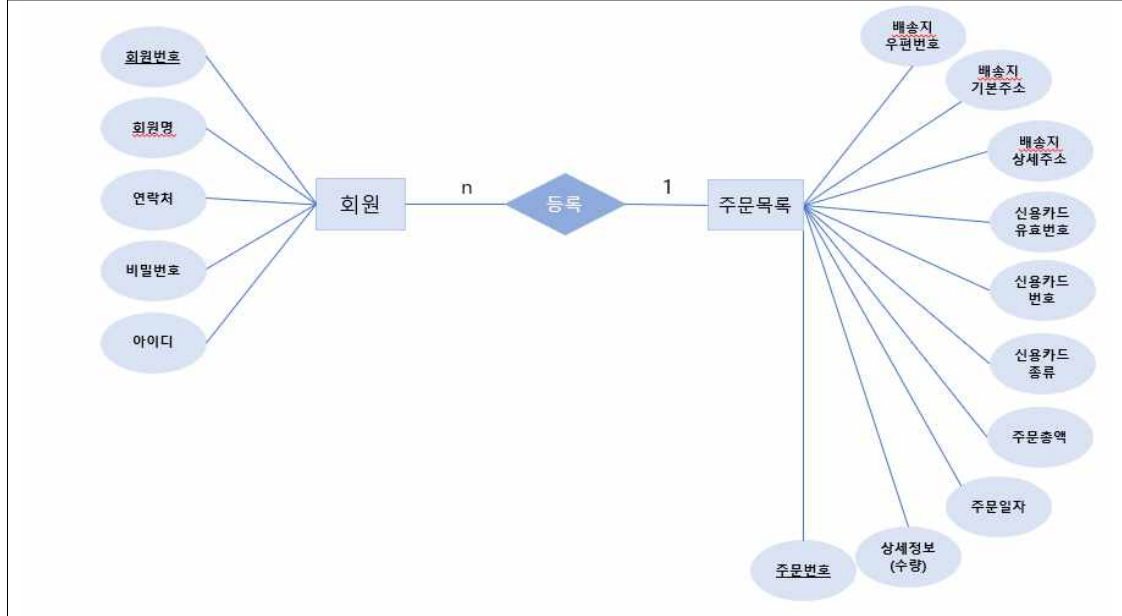 회원번호
회원명
연락처
비밀번호
아이디
회원
n
등록
1
주문목록
배송지
우편번호
배송지
기본주소
배송지
상세주소
신용카드
유효번호
신용카드
번호
신용카드
종류
주문총액
주문일자
상세정보
(수량)
주문번호